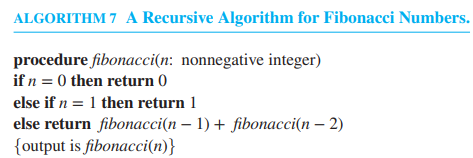 ALGORITHM 7 A Recursive Algorithm for Fibonacci Numbers.
procedure fibonacci(n: nonnegative integer)
if n = 0 then return 0
else if n = 1 then return 1
else return fibonacci(n − 1) + fibonacci(n − 2)
{output is fibonacci(n)}